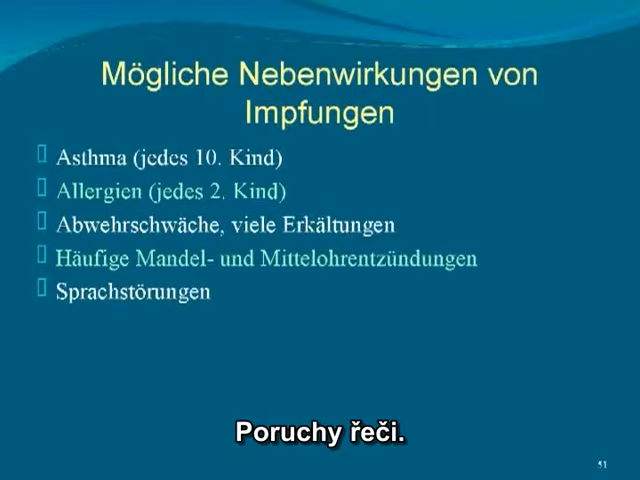 Mögliche Nebenwirkungen von
Impfungen
Asthma (jedes 10. Kind)
Allergien (jedes 2. Kind)
Abwehrschwäche, viele Erkältungen
Häufige Mandel- und Mittelohrentzündungen
Sprachstörungen
Poruchy řeči.
51